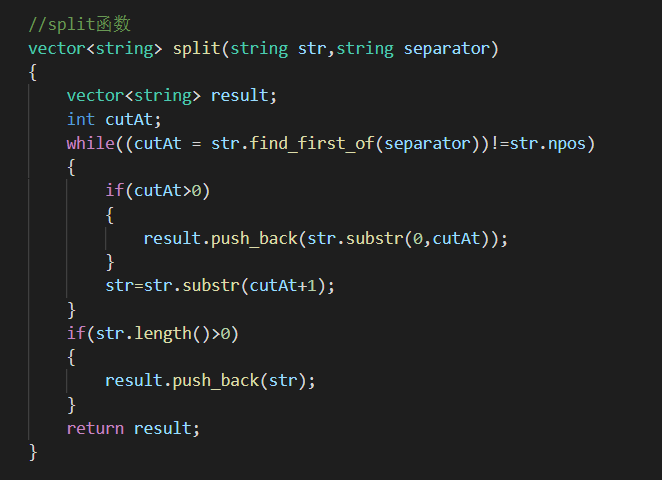 //split函数
vector<string> split(string str,string separator)
{
    vector<string> result;
    int cutAt;
    while((cutAt = str.find_first_of(separator))!=str.npos)
    {
        if(cutAt>0)
        {
            result.push_back(str.substr(0,cutAt));
        }
        str=str.substr(cutAt+1);
    }
    if(str.length()>0)
    {
        result.push_back(str);
    }
    return result;
}